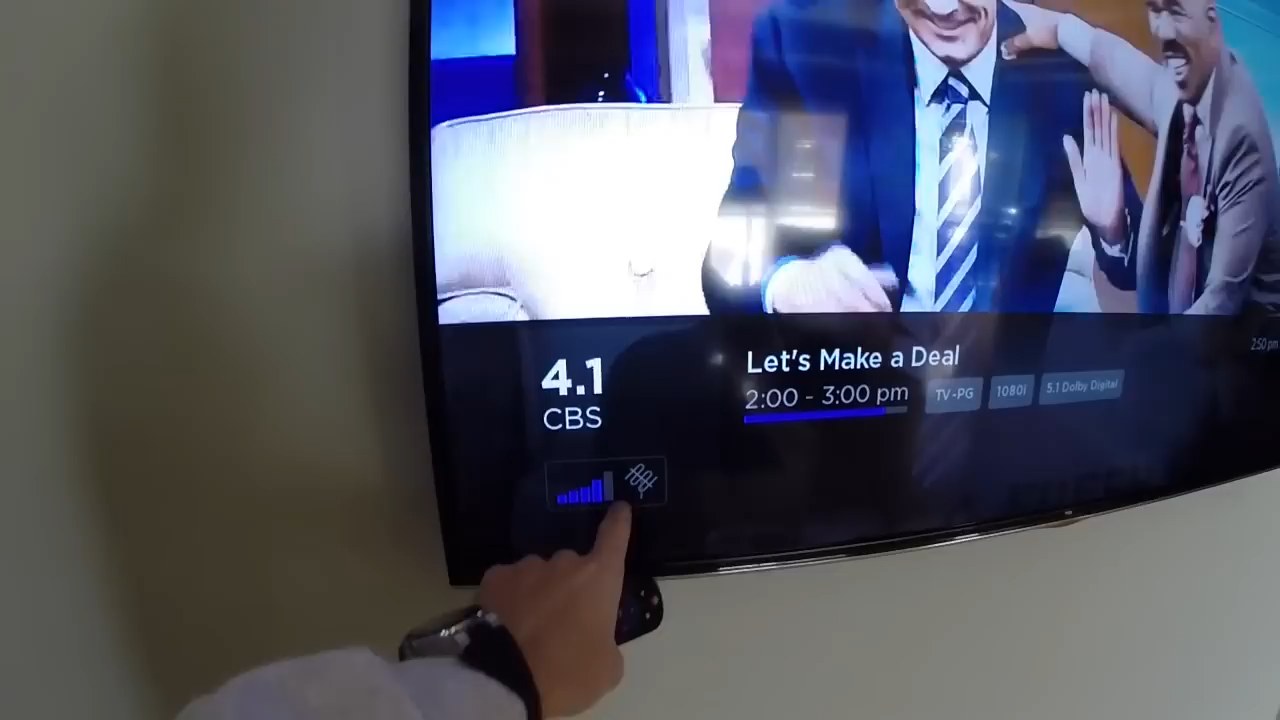 4.1
CBS
Let's Make a Deal
2:00 - 3:00 pm
TV-PG
1080i
5.1 Dolby Digital
2:50 pm